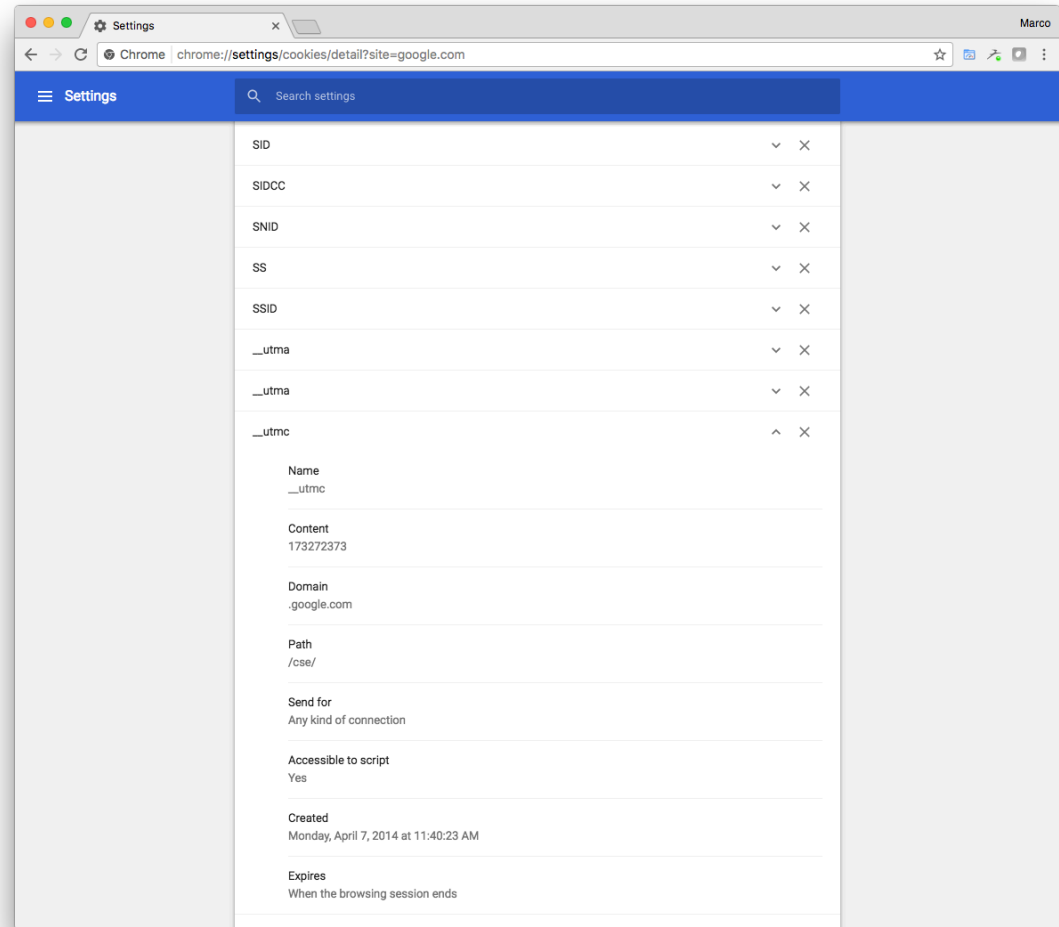 Settings
Marco
Chrome chrome://settings/cookies/detail?site=google.com
Settings
Search settings
SID
SIDCC
SNID
SS
SSID
__utma
__utma
__utmc
Name
__utmc
Content
173272373
Domain
.google.com
Path
/cse/
Send for
Any kind of connection
Accessible to script
Yes
Created
Monday, April 7, 2014 at 11:40:23 AM
Expires
When the browsing session ends